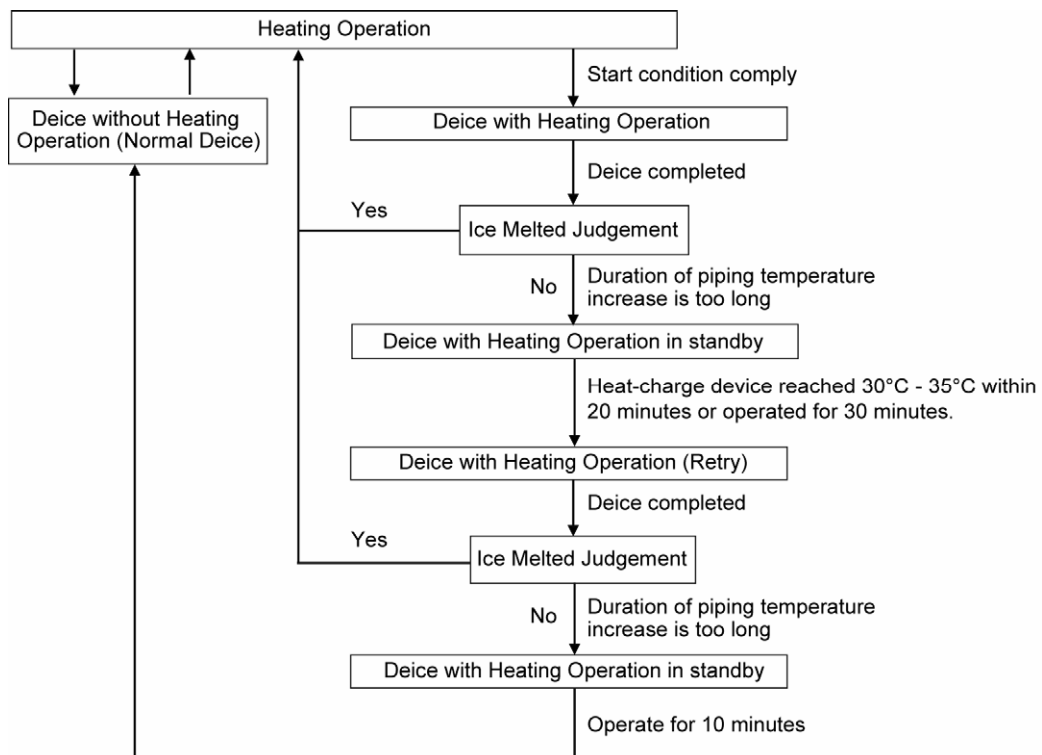 Heating Operation
Start condition comply
Deice without Heating
Operation (Normal Deice)
Deice with Heating Operation
Deice completed
Yes
Ice Melted Judgement
No
Duration of piping temperature
increase is too long
Deice with Heating Operation in standby
Heat-charge device reached 30°C - 35°C within
20 minutes or operated for 30 minutes.
Deice with Heating Operation (Retry)
Deice completed
Yes
Ice Melted Judgement
No
Duration of piping temperature
increase is too long
Deice with Heating Operation in standby
Operate for 10 minutes